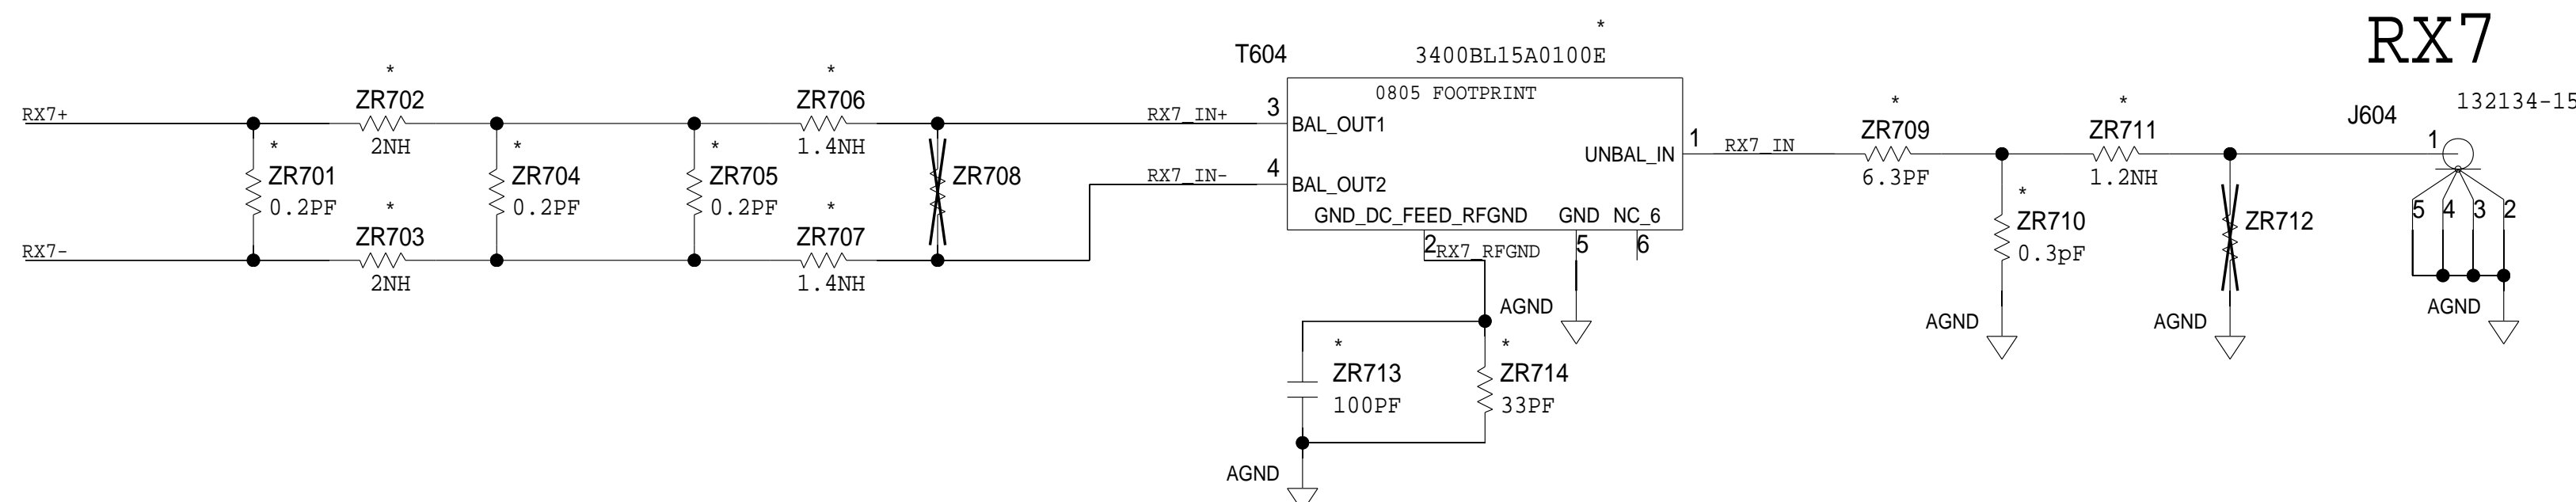 RX7
*
T604
3400BL15A0100E
132134-15
* * * *
ZR702 ZR706 ZR709 ZR711 J604
RX7+ RX7_IN+ 3 0805 FOOTPRINT
2NH 1.4NH BAL_OUT1 1 RX7_IN 1
* * *
ZR701 ZR704 ZR705 ZR708 UNBAL_IN
RX7_IN- 4 BAL_OUT2 6.3PF 1.2NH
0.2PF 0.2PF 0.2PF
* * *
5 4 3 2
GND_DC_FEED_RFGND GND NC_6
ZR703 ZR707 ZR710 ZR712
RX7- 2 RX7_RFGND 5 6 0.3pF
2NH 1.4NH
AGND AGND
AGND AGND
* *
ZR713 ZR714
100PF 33PF
AGND